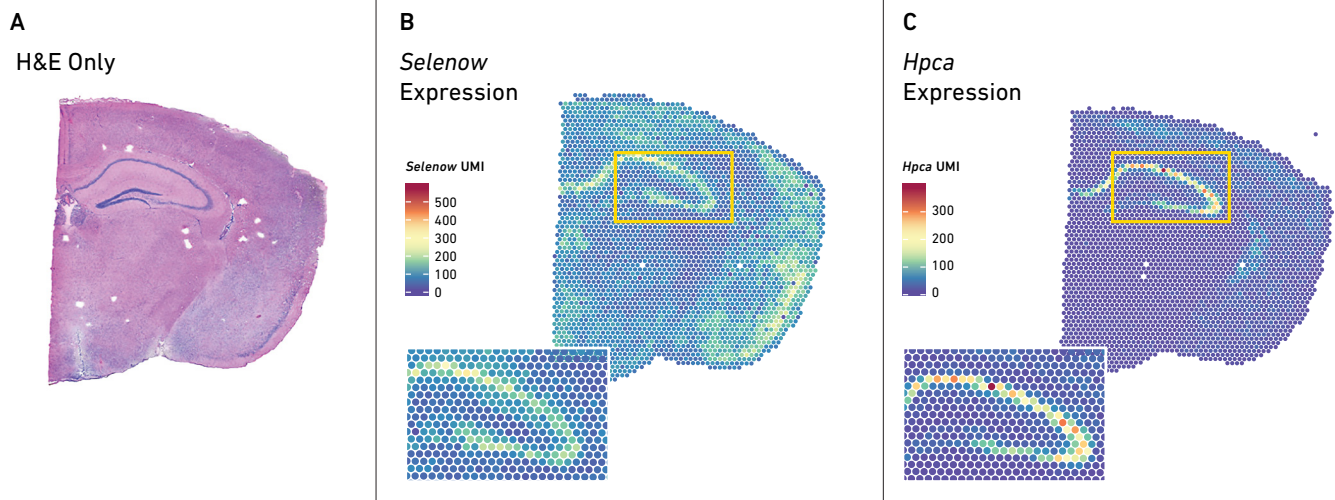 A
H&E Only
B
Selenow
Expression
Selenow UMI
500
400
300
200
100
0
C
Hpca
Expression
Hpca UMI
300
200
100
0